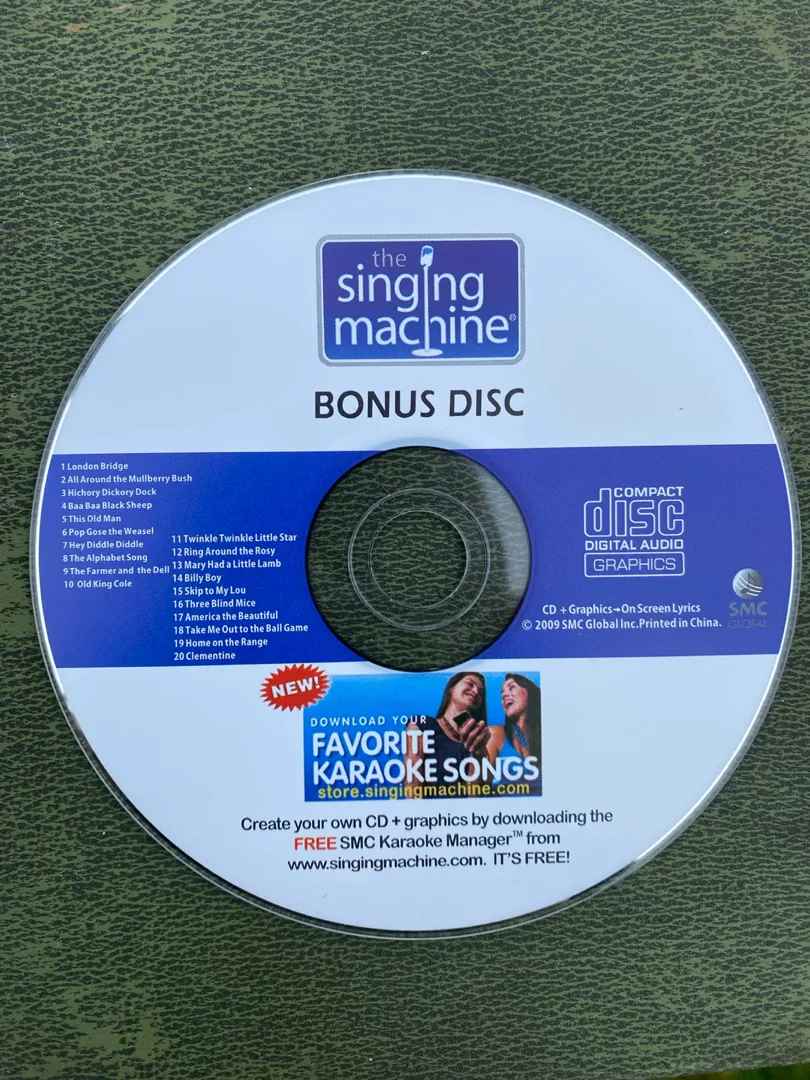 the
singing
machine®
BONUS DISC
1 London Bridge
2 All Around the Mullberry Bush
3 Hichory Dickory Dock
4 Baa Baa Black Sheep
5 This Old Man
6 Pop Gose the Weasel
7 Hey Diddle Diddle
8 The Alphabet Song
9 The Farmer and the Dell
10 Old King Cole
11 Twinkle Twinkle Little Star
12 Ring Around the Rosy
13 Mary Had a Little Lamb
14 Billy Boy
15 Skip to My Lou
16 Three Blind Mice
17 America the Beautiful
18 Take Me Out to the Ball Game
19 Home on the Range
20 Clementine
COMPACT
disc
DIGITAL AUDIO
GRAPHICS
SMC
GLOBAL
CD + Graphics→On Screen Lyrics
© 2009 SMC Global Inc.Printed in China.
NEW!
DOWNLOAD YOUR
FAVORITE
KARAOKE SONGS
store.singingmachine.com
Create your own CD + graphics by downloading the
FREE SMC Karaoke Manager™ from
www.singingmachine.com. IT'S FREE!